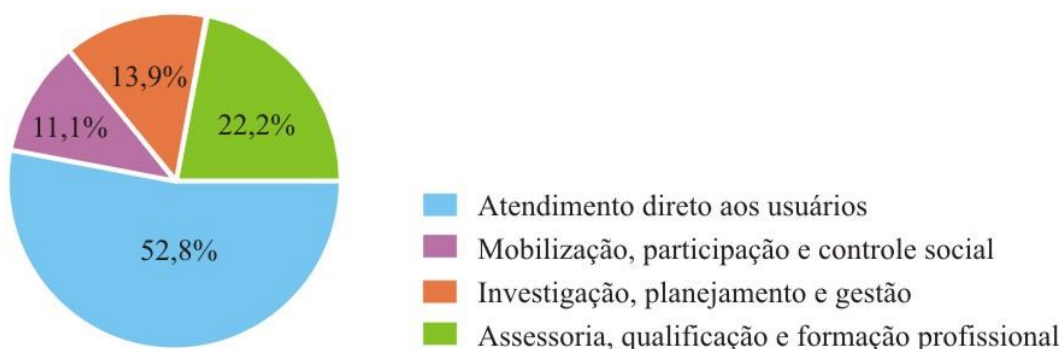 13,9%
11,1%
22,2%
52,8%
Atendimento direto aos usuários
Mobilização, participação e controle social
Investigação, planejamento e gestão
Assessoria, qualificação e formação profissional